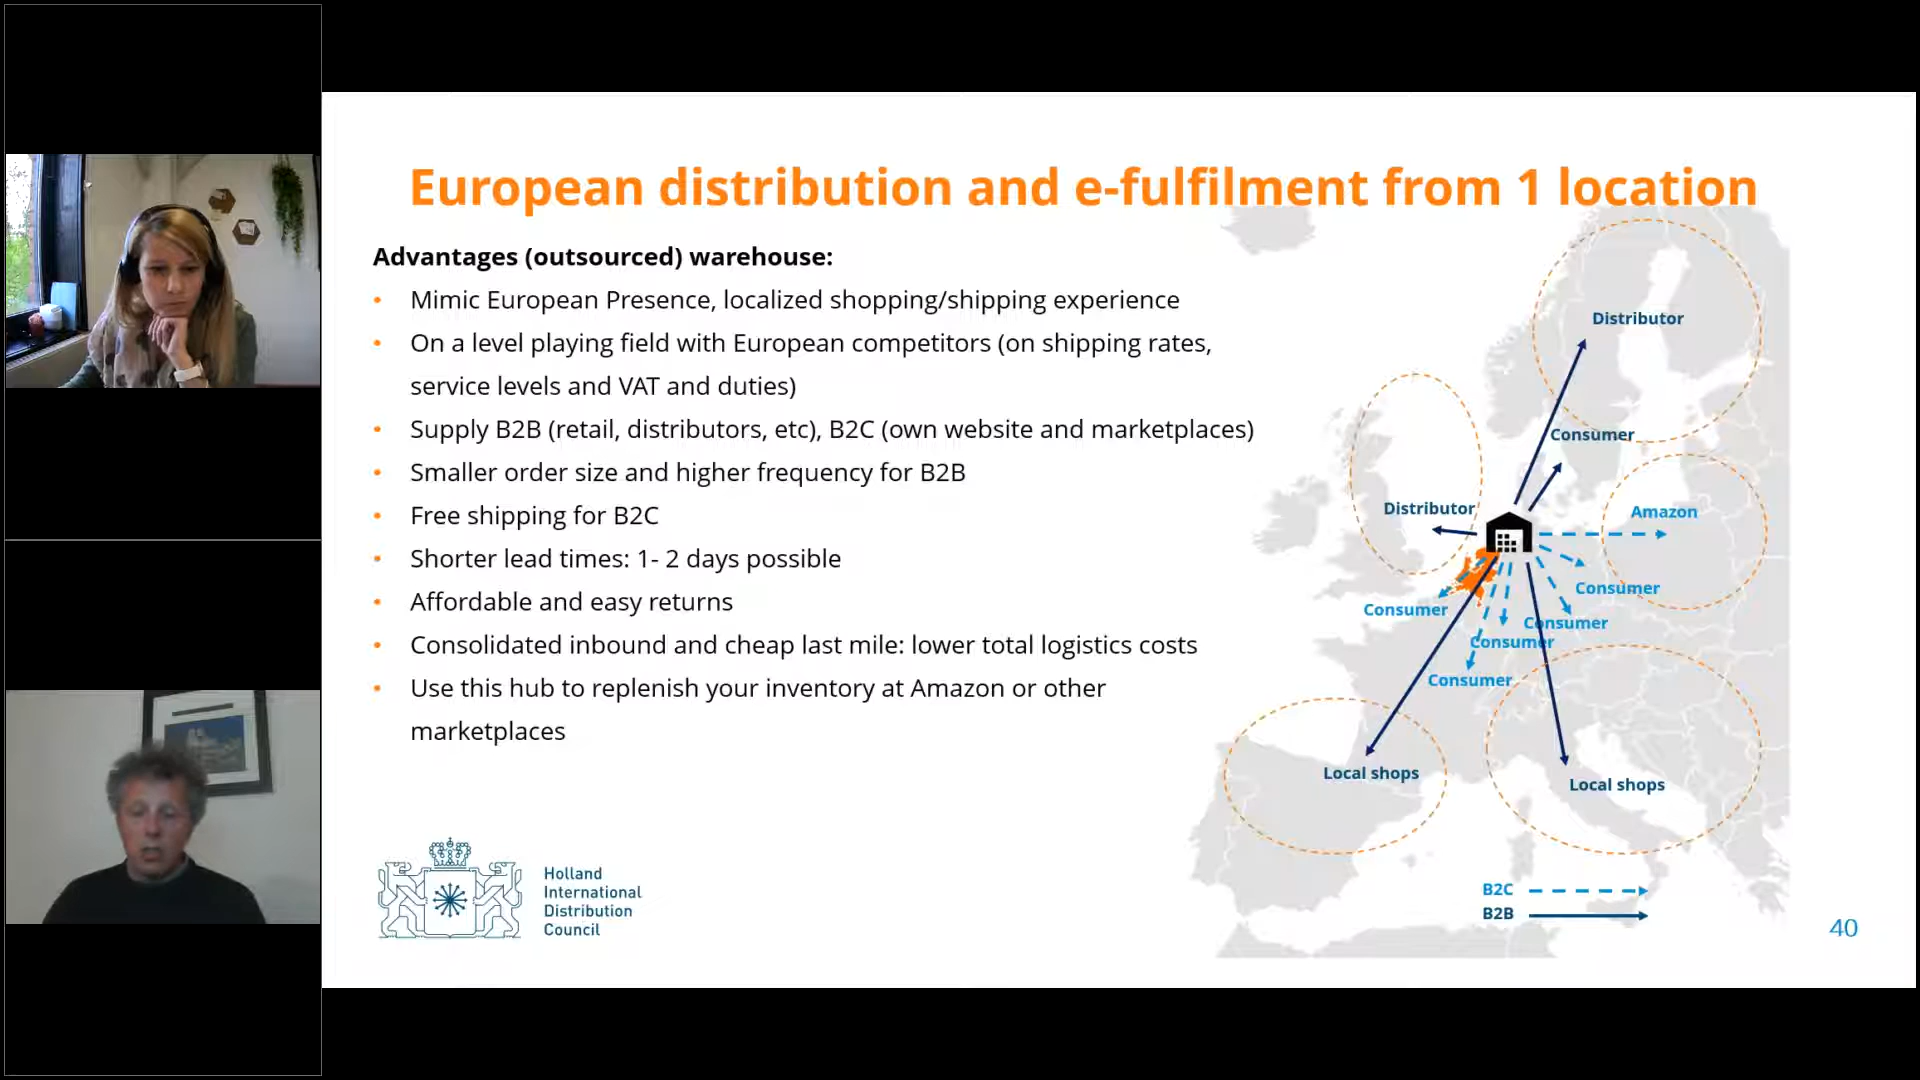 European distribution and e-fulfilment from 1 location
Advantages (outsourced) warehouse:
• Mimic European Presence, localized shopping/shipping experience
• On a level playing field with European competitors (on shipping rates,
service levels and VAT and duties)
• Supply B2B (retail, distributors, etc), B2C (own website and marketplaces)
• Smaller order size and higher frequency for B2B
• Free shipping for B2C
• Shorter lead times: 1- 2 days possible
• Affordable and easy returns
• Consolidated inbound and cheap last mile: lower total logistics costs
• Use this hub to replenish your inventory at Amazon or other
marketplaces
Distributor
Consumer
Distributor
Amazon
Consumer
Consumer
Consumer
Consumer
Consumer
Local shops
Local shops
B2C
B2B
Holland
International
Distribution
Council
40